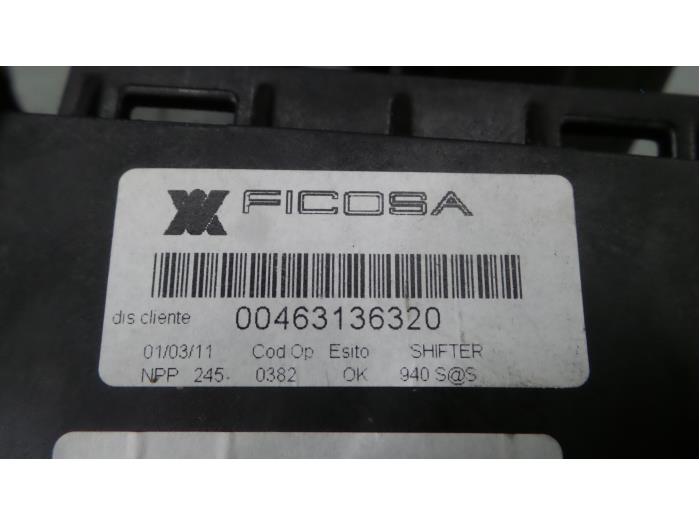 FICOSA
dis cliente 00463136320
01/03/11 Cod Op Esito SHIFTER
NPP 245 0382 OK 940 S@S